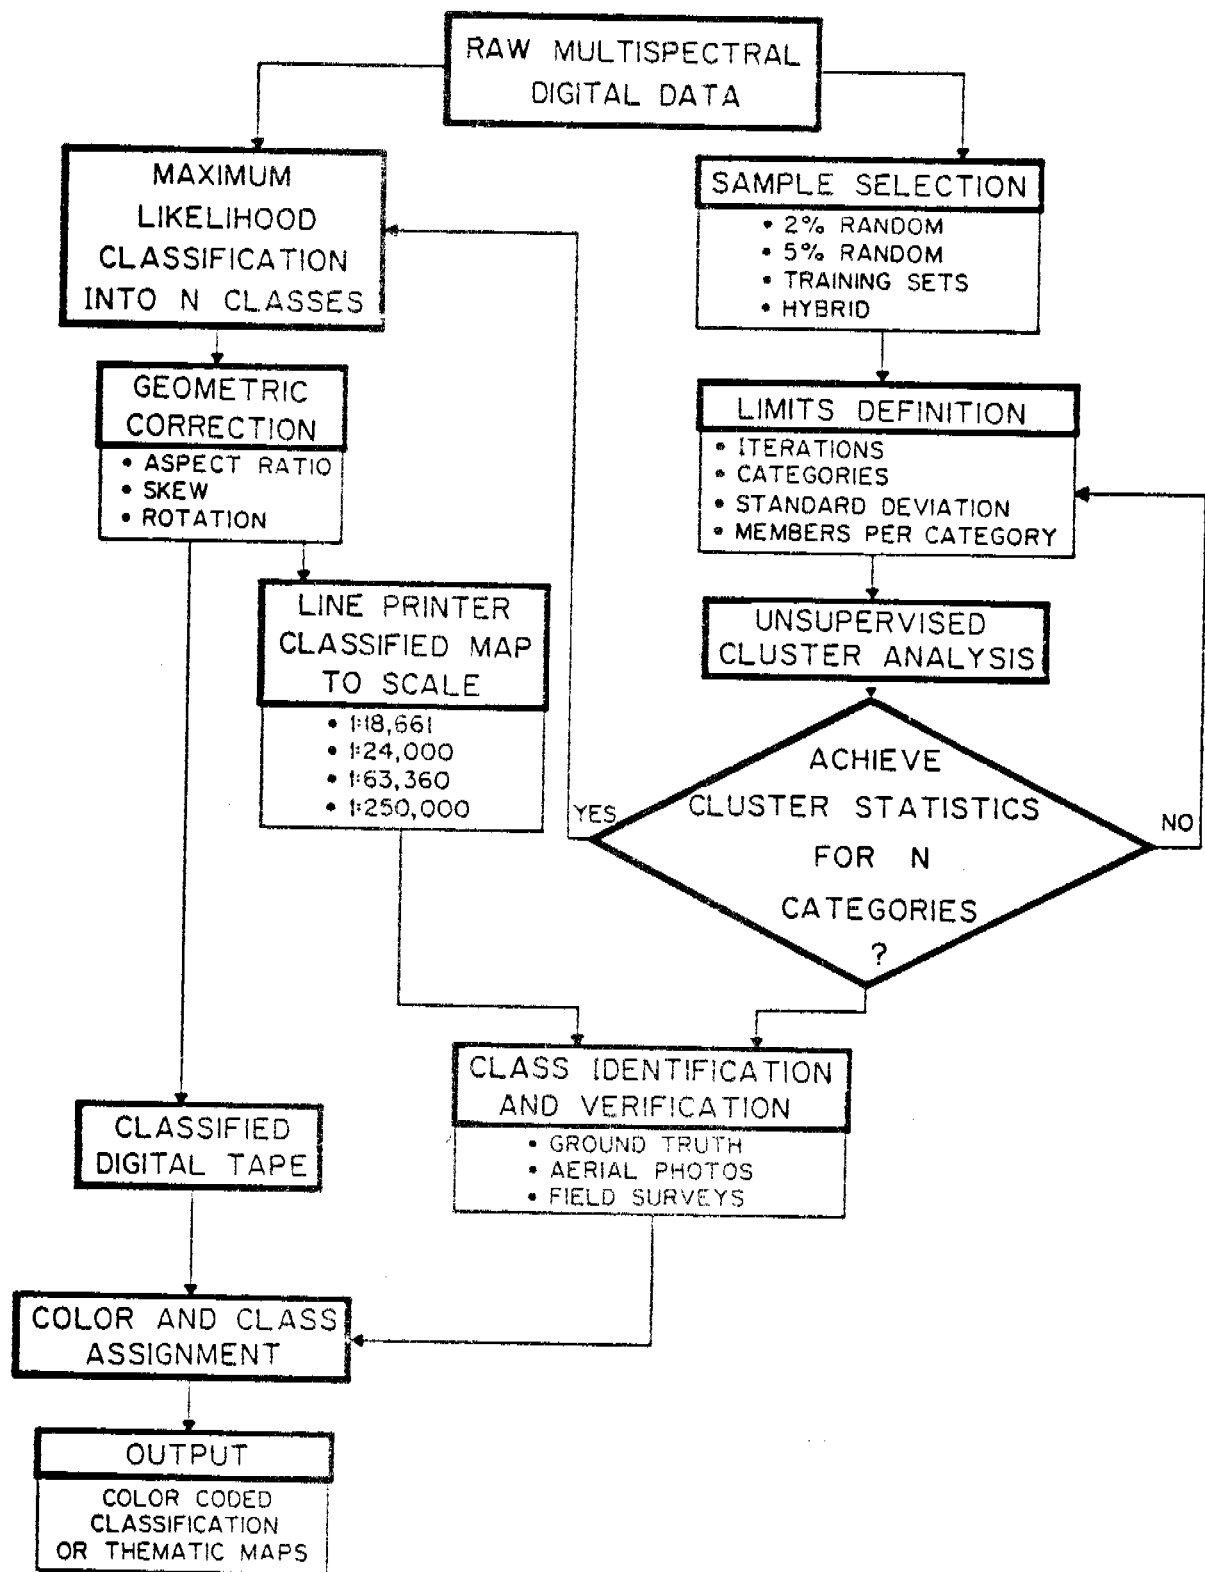 RAW MULTISPECTRAL
DIGITAL DATA
MAXIMUM
LIKELIHOOD
CLASSIFICATION
INTO N CLASSES
SAMPLE SELECTION
• 2% RANDOM
• 5% RANDOM
• TRAINING SETS
• HYBRID
GEOMETRIC
CORRECTION
• ASPECT RATIO
• SKEW
• ROTATION
LIMITS DEFINITION
• ITERATIONS
• CATEGORIES
• STANDARD DEVIATION
• MEMBERS PER CATEGORY
LINE PRINTER
CLASSIFIED MAP
TO SCALE
• 1:18,661
• 1:24,000
• 1:63,360
• 1:250,000
UNSUPERVISED
CLUSTER ANALYSIS
ACHIEVE
CLUSTER STATISTICS
FOR N
CATEGORIES
?
YES
NO
CLASS IDENTIFICATION
AND VERIFICATION
• GROUND TRUTH
• AERIAL PHOTOS
• FIELD SURVEYS
CLASSIFIED
DIGITAL TAPE
COLOR AND CLASS
ASSIGNMENT
OUTPUT
COLOR CODED
CLASSIFICATION
OR THEMATIC MAPS